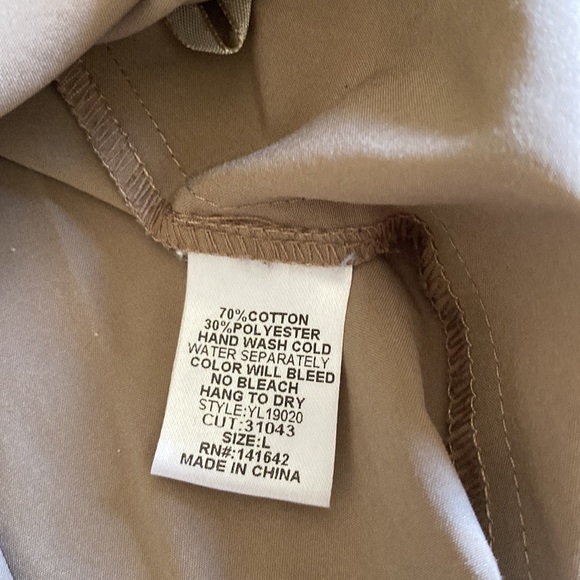 70%COTTON
30%POLYESTER
HAND WASH COLD
WATER SEPARATELY
COLOR WILL BLEED
NO BLEACH
HANG TO DRY
STYLE:YL19020
CUT:31043
SIZE:L
RN#:141642
MADE IN CHINA